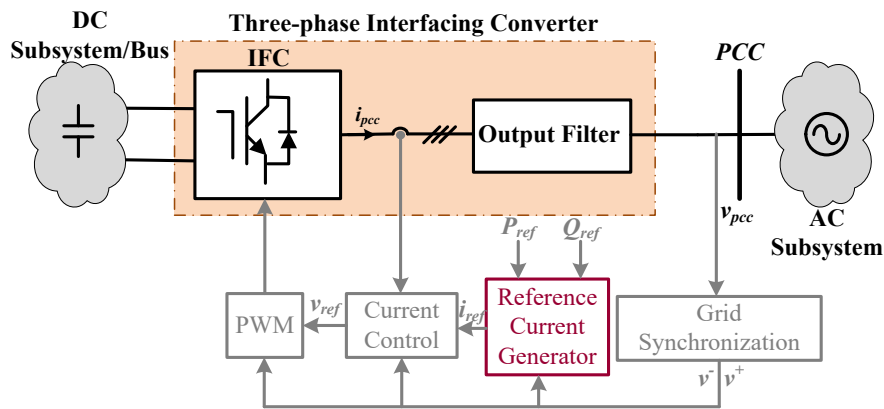 Three-phase Interfacing Converter
DC
Subsystem/Bus
IFC
PCC
i_pcc
Output Filter
v_pcc
AC
Subsystem
P_ref
Q_ref
PWM
v_ref
Current
Control
i_ref
Reference
Current
Generator
Grid
Synchronization
v⁻ v⁺